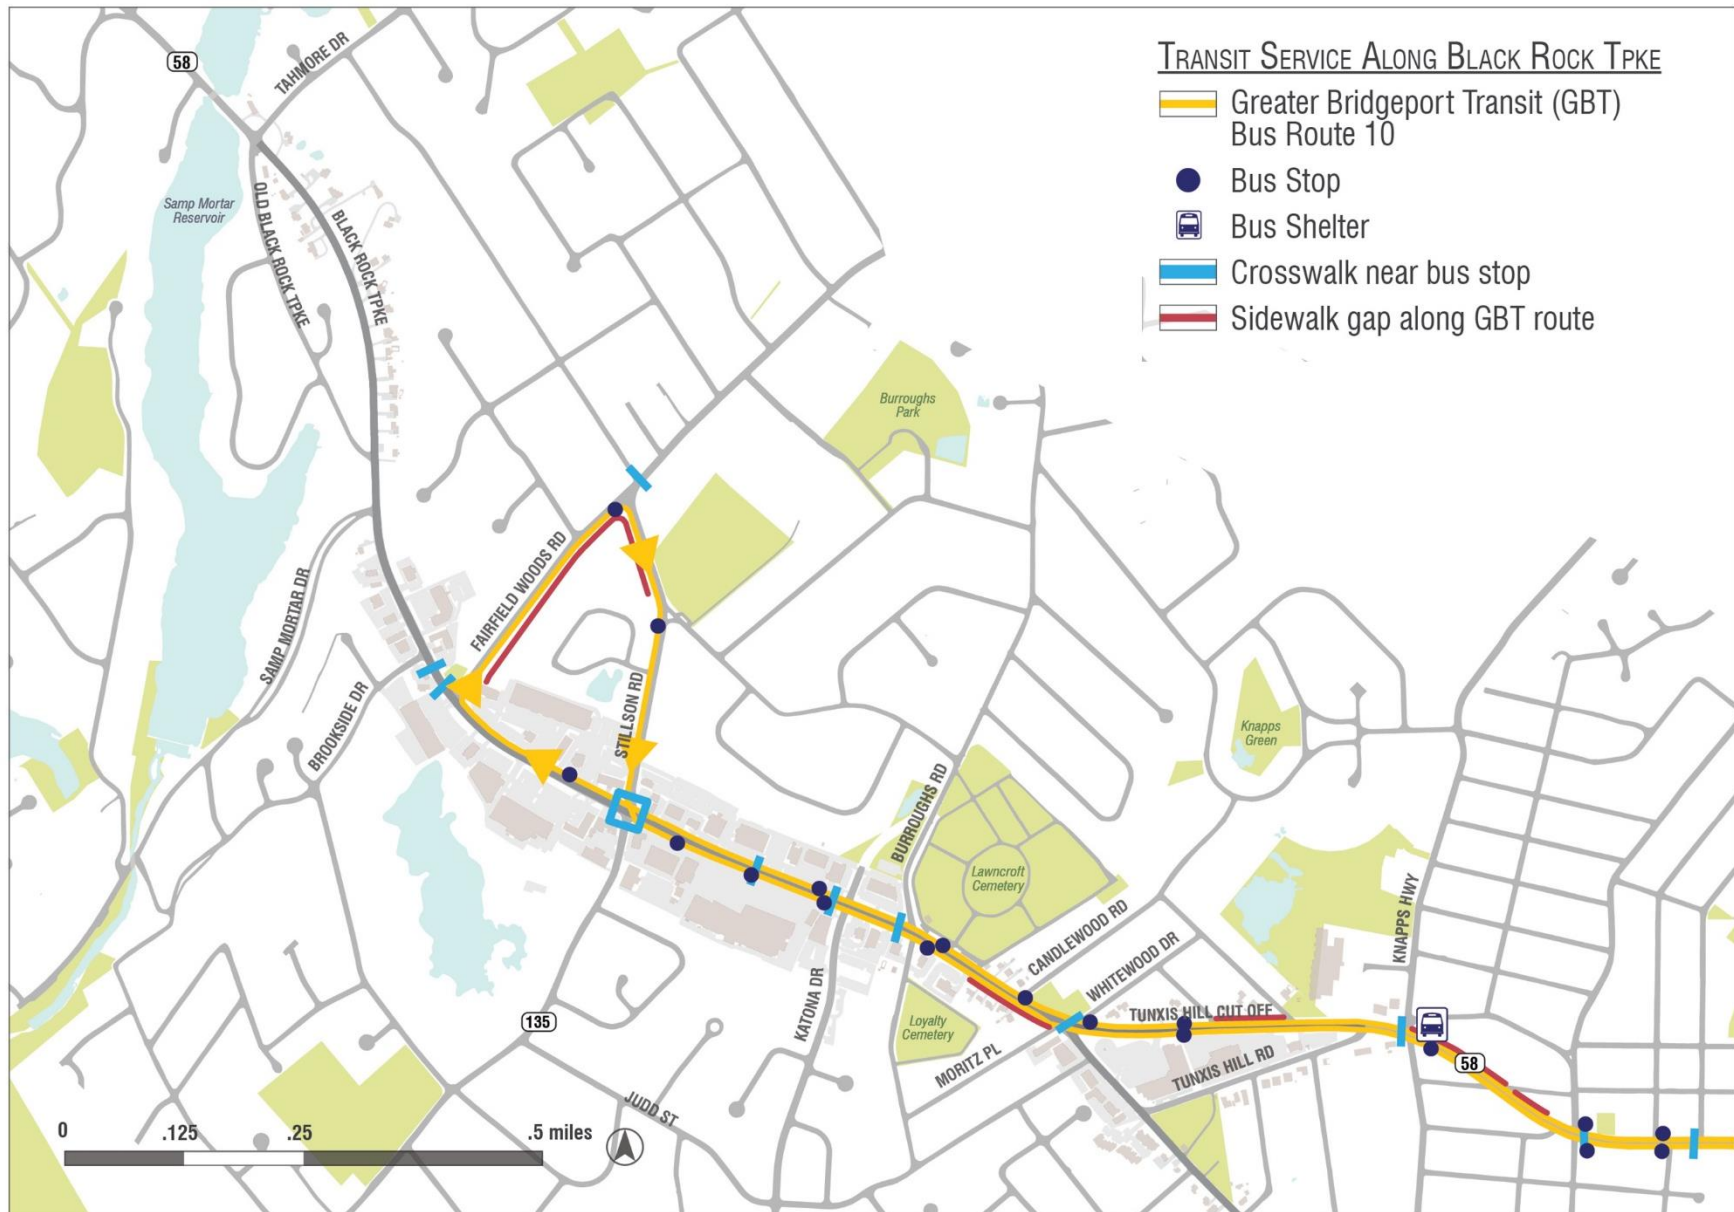 TRANSIT SERVICE ALONG BLACK ROCK TPKE
Greater Bridgeport Transit (GBT)
Bus Route 10
Bus Stop
Bus Shelter
Crosswalk near bus stop
Sidewalk gap along GBT route
58
TAHMORE DR
Samp Mortar
Reservoir
OLD BLACK ROCK TPKE
BLACK ROCK TPKE
Burroughs
Park
FAIRFIELD WOODS RD
SAMP MORTAR DR
BROOKSIDE DR
STILLSON RD
Knapps
Green
BURROUGHS RD
Lawncroft
Cemetery
CANDLEWOOD RD
WHITEWOOD DR
KNAPPS HWY
KATONA DR
Loyalty
Cemetery
TUNXIS HILL CUT OFF
135
MORITZ PL
TUNXIS HILL RD
58
JUDD ST
0
.125
.25
.5 miles